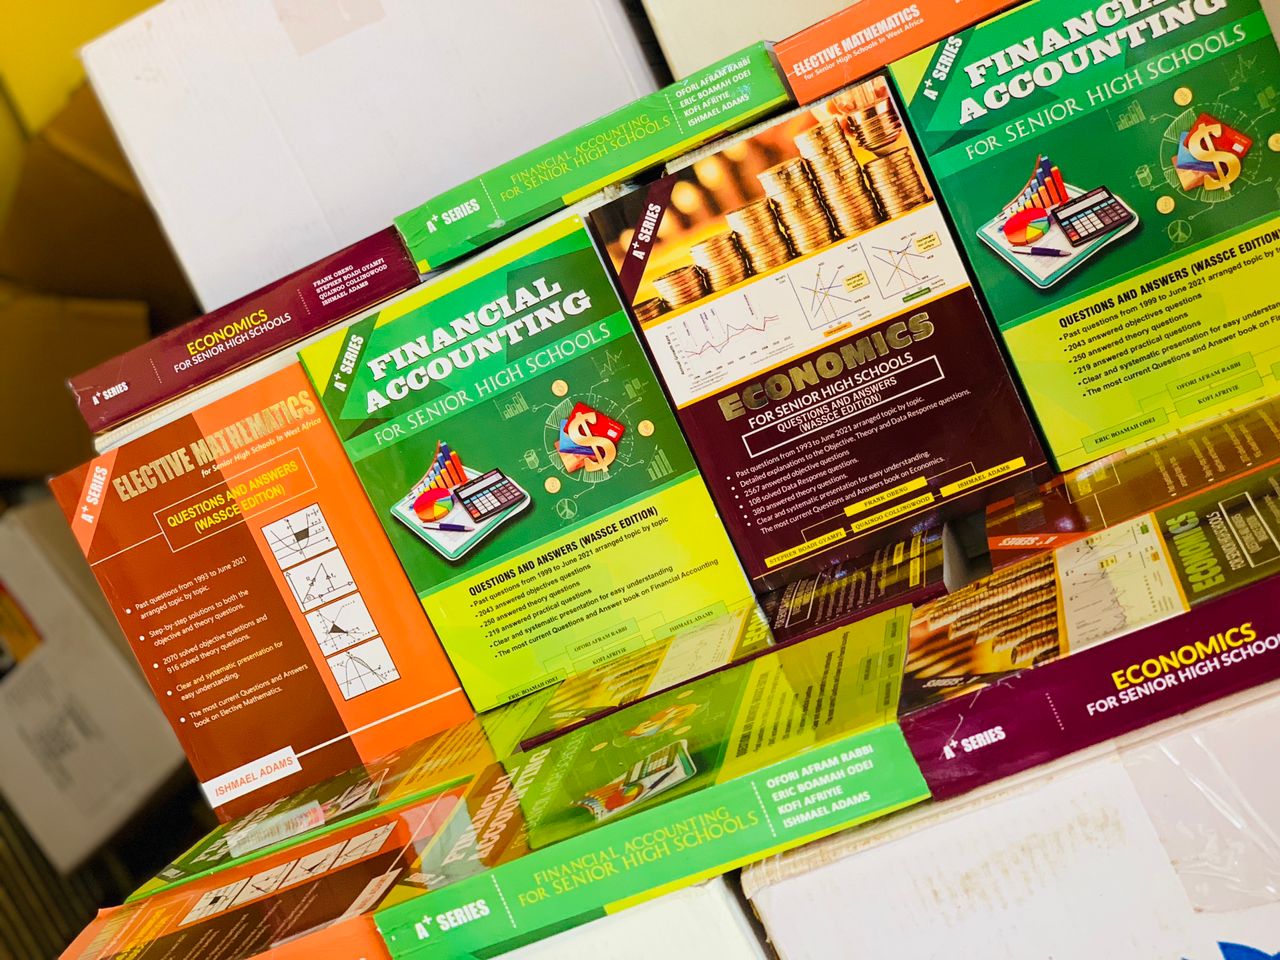 ELECTIVE MATHEMATICS
for Senior High Schools in West Africa
A+ SERIES
FINANCIAL ACCOUNTING
FOR SENIOR HIGH SCHOOLS
OFORI AFRAM RABBI
ERIC BOAMAH ODEI
KOFI AFRIYIE
ISHMAEL ADAMS
A+ SERIES
ECONOMICS
FOR SENIOR HIGH SCHOOLS
FRANK OBENG
STEPHEN BOADI GYAMFI
QUAINOO COLLINGWOOD
ISHMAEL ADAMS
A+ SERIES
ELECTIVE MATHEMATICS
for Senior High Schools in West Africa
QUESTIONS AND ANSWERS
(WASSCE EDITION)
• Past questions from 1993 to June 2021
arranged topic by topic.
• Step-by-step solutions to both the
objective and theory questions.
• 2070 solved objective questions and
916 solved theory questions.
• Clear and systematic presentation for
easy understanding.
• The most current Questions and Answers
book on Elective Mathematics.
ISHMAEL ADAMS
A+ SERIES
FINANCIAL
ACCOUNTING
FOR SENIOR HIGH SCHOOLS
QUESTIONS AND ANSWERS (WASSCE EDITION)
• Past questions from 1999 to June 2021 arranged topic by topic
• 2043 answered objectives questions
• 250 answered theory questions
• 219 answered practical questions
• Clear and systematic presentation for easy understanding
• The most current Questions and Answer book on Financial Accounting
OFORI AFRAM RABBI
ISHMAEL ADAMS
KOFI AFRIYIE
ERIC BOAMAH ODEI
A+ SERIES
ECONOMICS
FOR SENIOR HIGH SCHOOLS
QUESTIONS AND ANSWERS
(WASSCE EDITION)
• Past questions from 1993 to June 2021 arranged topic by topic.
• Detailed explanations to the Objective, Theory and Data Response questions.
• 2567 answered objective questions
• 108 solved Data Response questions.
• 380 answered theory questions.
• Clear and systematic presentation for easy understanding.
• The most current Questions and Answers book on Economics.
FRANK OBENG
ISHMAEL ADAMS
STEPHEN BOADI GYAMFI
QUAINOO COLLINGWOOD
A+ SERIES
FINANCIAL
ACCOUNTING
FOR SENIOR HIGH SCHOOLS
QUESTIONS AND ANSWERS (WASSCE EDITION)
• Past questions from 1999 to June 2021 arranged topic by
• 2043 answered objectives questions
• 250 answered theory questions
• 219 answered practical questions
• Clear and systematic presentation for easy
• The most current Questions and Answer book on
OFORI AFRAM RABBI
KOFI AFRIYIE
ERIC BOAMAH ODEI
A+ SERIES
ECONOMICS
FOR SENIOR HIGH SCHOO
A+ SERIES
FINANCIAL ACCOUNTING
FOR SENIOR HIGH SCHOOLS
OFORI AFRAM RABBI
ERIC BOAMAH ODEI
KOFI AFRIYIE
ISHMAEL ADAMS
A+ SERIES
FINANCIAL
ACCOUNTING
ECONOMICS